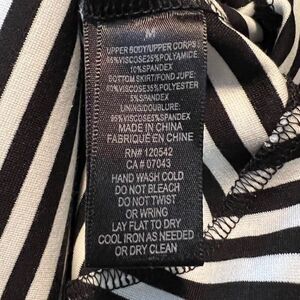 M
UPPER BODY/UPPER CORPS:
65%VISCOSE25%POLYAMIDE
10%SPANDEX
BOTTOM SKIRT/FOND JUPE:
60%VISCOSE35%POLYESTER
5%SPANDEX
LINING/DOUBLURE:
95%VISCOSE5%SPANDEX
MADE IN CHINA
FABRIQUÉ EN CHINE
RN# 120542
CA # 07043
HAND WASH COLD
DO NOT BLEACH
DO NOT TWIST
OR WRING
LAY FLAT TO DRY
COOL IRON AS NEEDED
OR DRY CLEAN